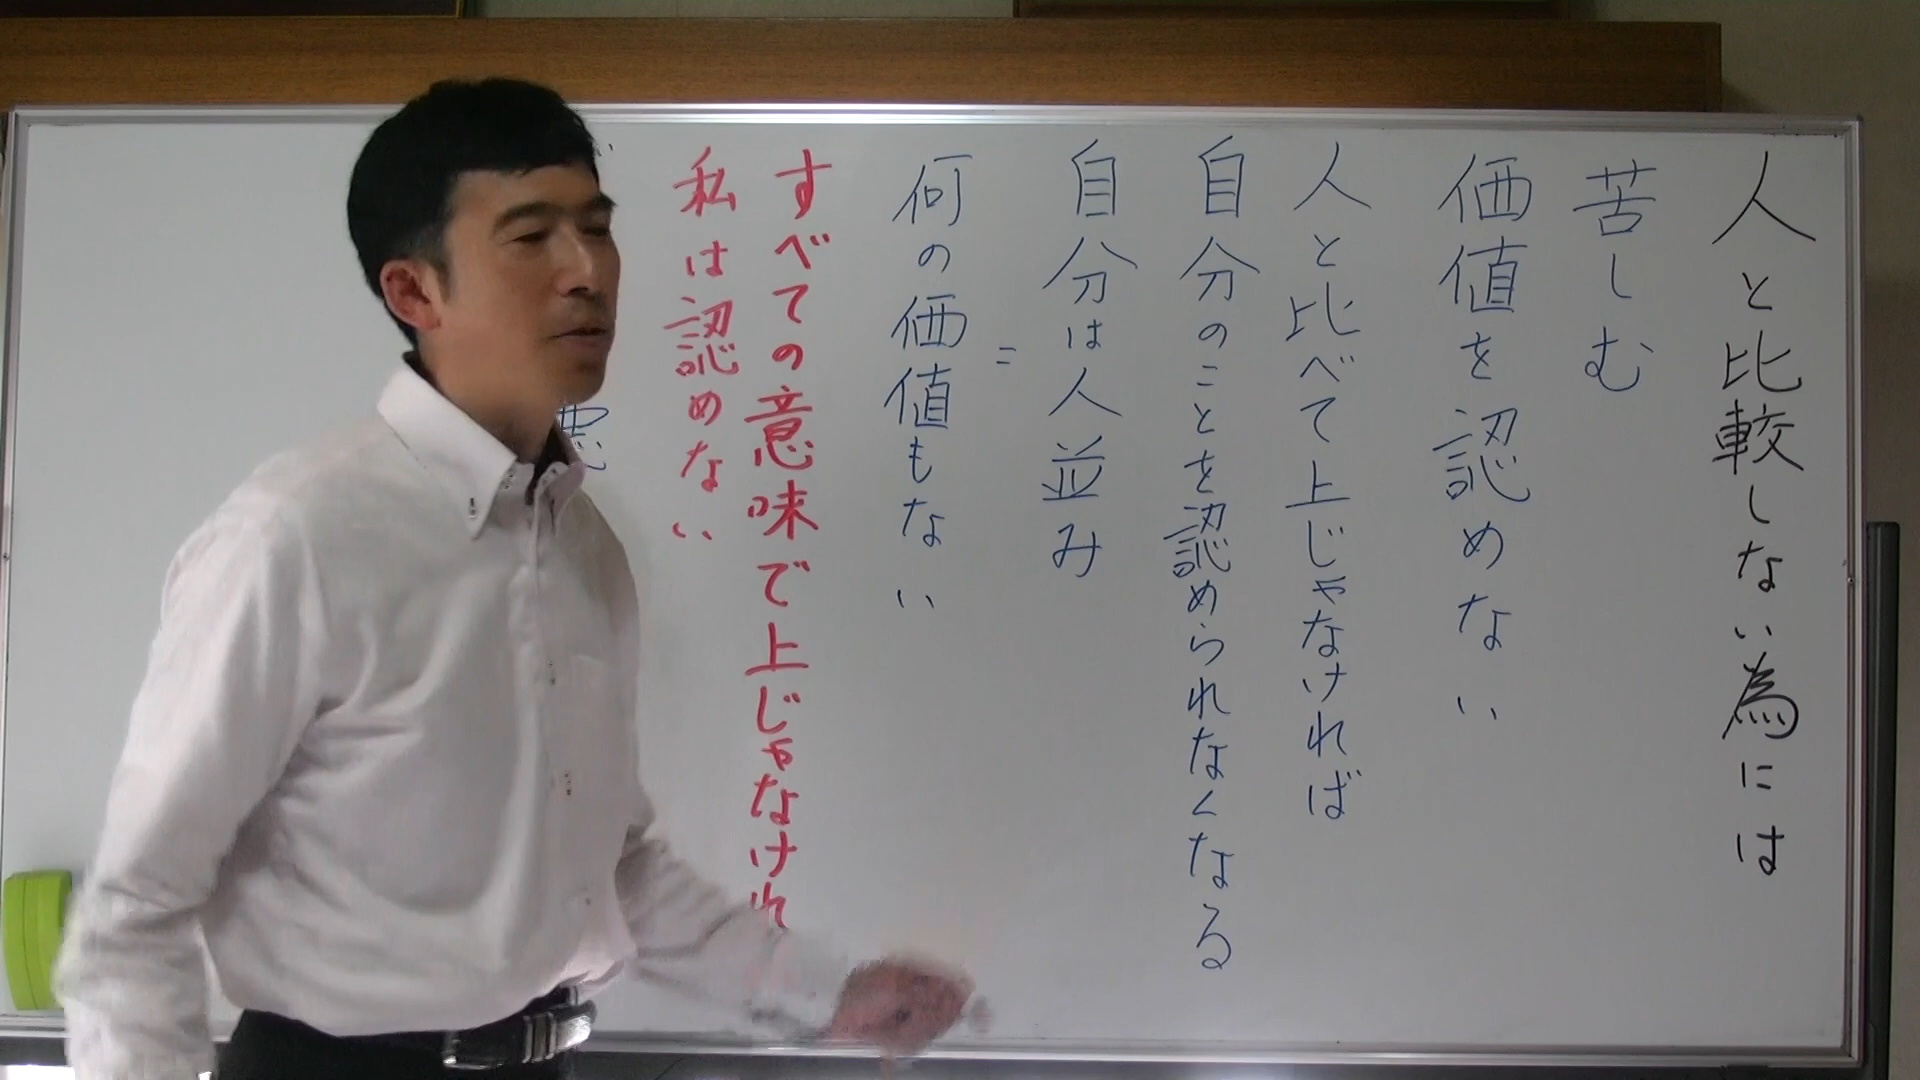 人と比較しない為には
苦しむ
価値を認めない
人と比べて上じゃなければ
自分のことを認められなくなる
自分は人並み
＝
何の価値もない
すべての意味で上じゃなけれ
私は認めない
悪